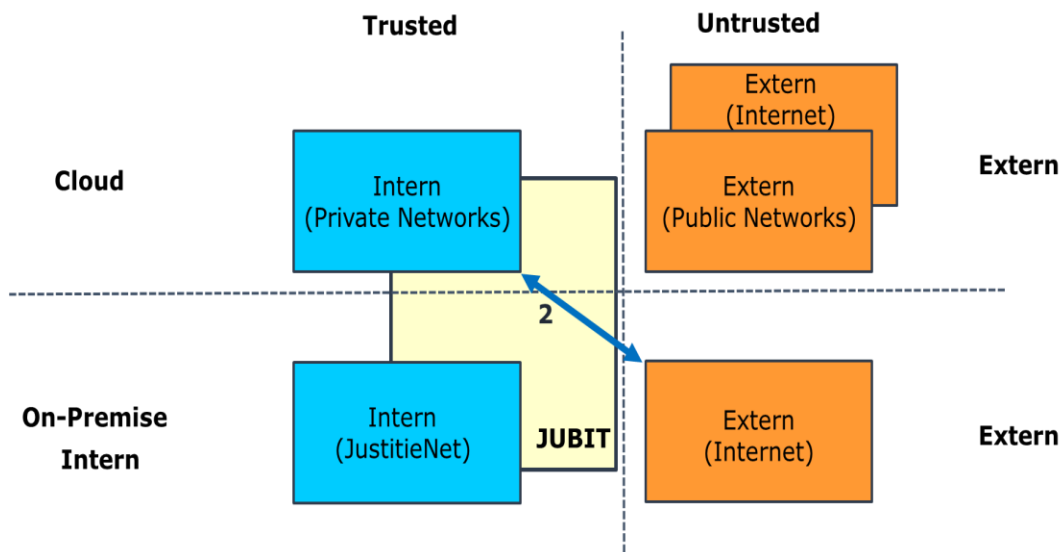 Trusted
Untrusted
Extern
(Internet)
Cloud
Intern
(Private Networks)
Extern
(Public Networks)
Extern
2
On-Premise
Intern
Intern
(JustitieNet)
JUBIT
Extern
(Internet)
Extern